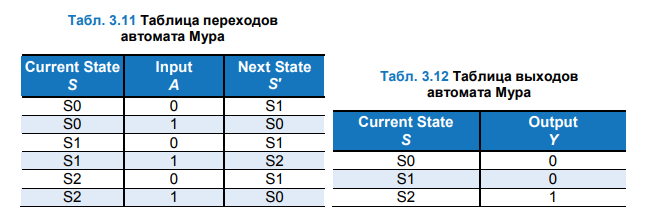 Табл. 3.11 Таблица переходов
автомата Мура
Current State Input Next State
S A S′
S0 0 S1
S0 1 S0
S1 0 S1
S1 1 S2
S2 0 S1
S2 1 S0
Табл. 3.12 Таблица выходов
автомата Мура
Current State Output
S Y
S0 0
S1 0
S2 1